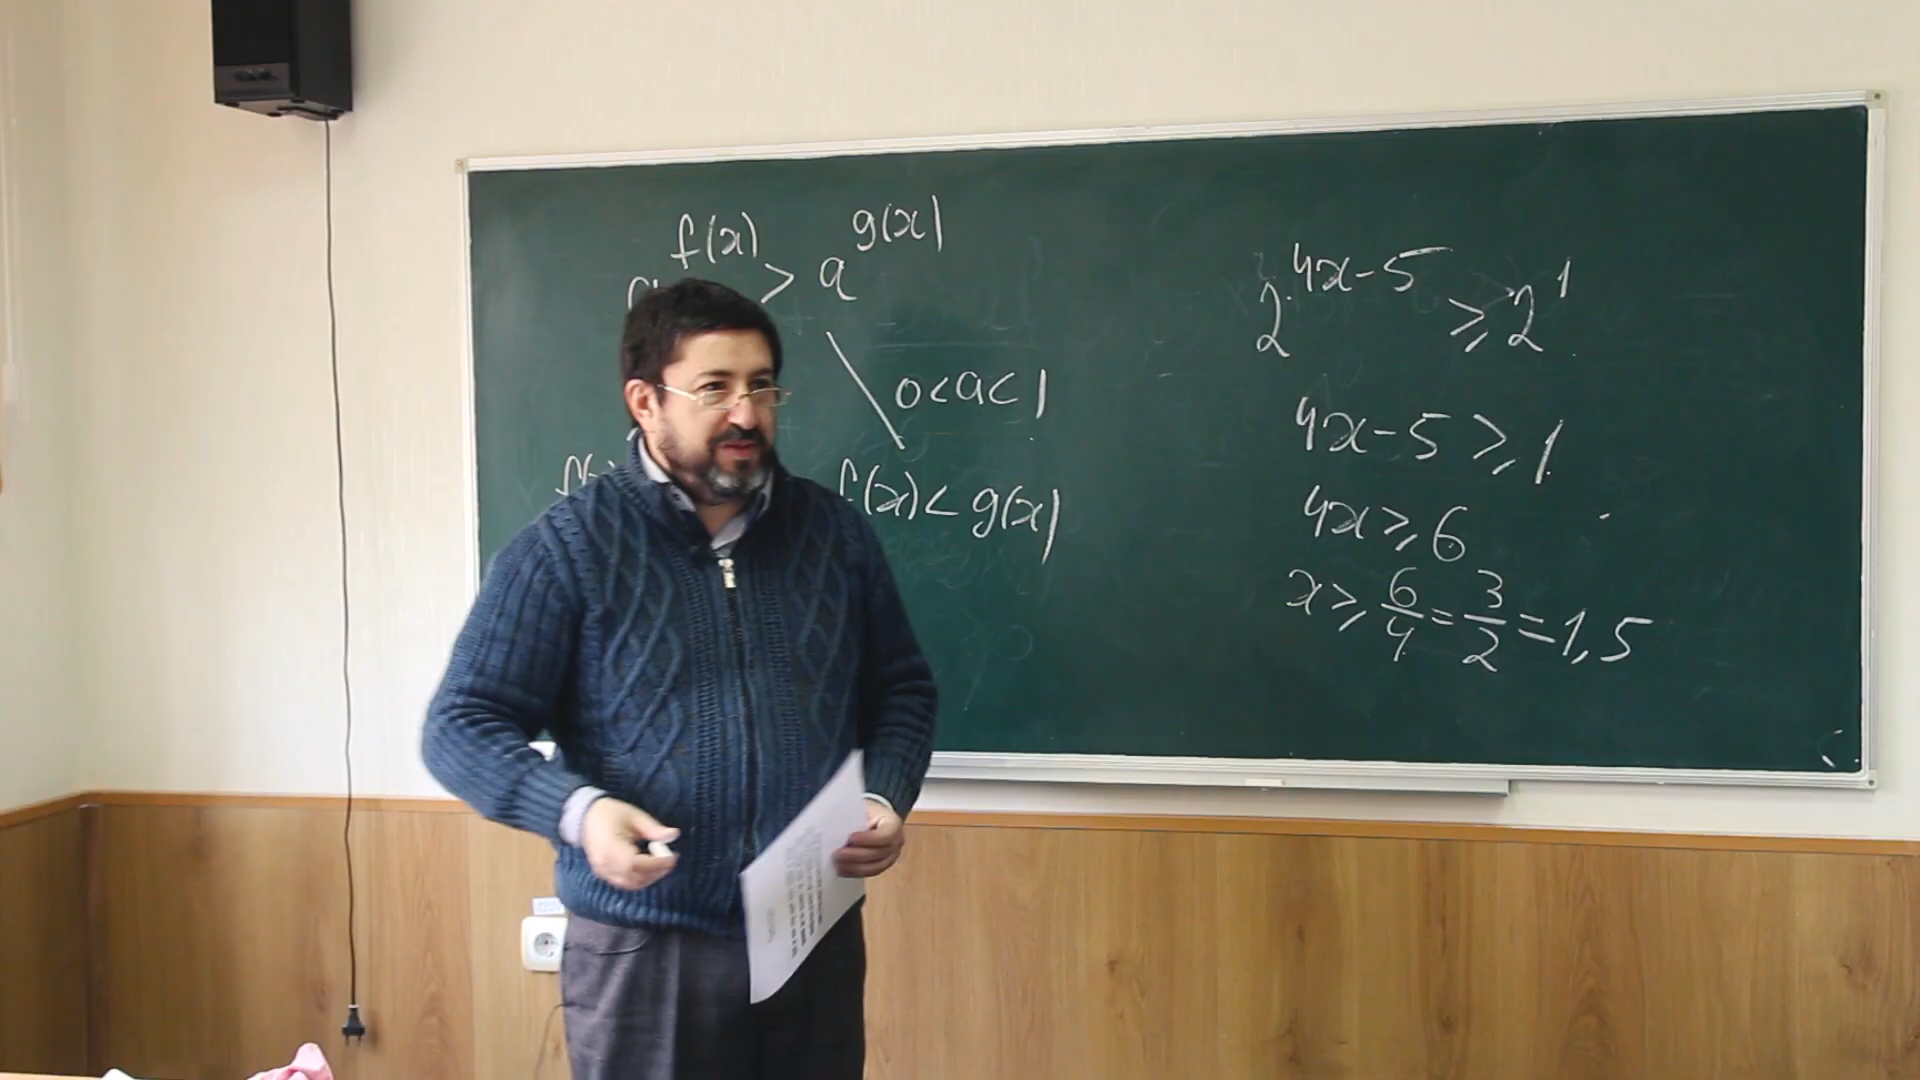 f(x) > a^g(x)
0<a<1
f(x) < g(x)
2^4x-5 ⩾ 2^1
4x-5 ⩾ 1
4x ⩾ 6
x ⩾ 6/4 = 3/2 = 1,5